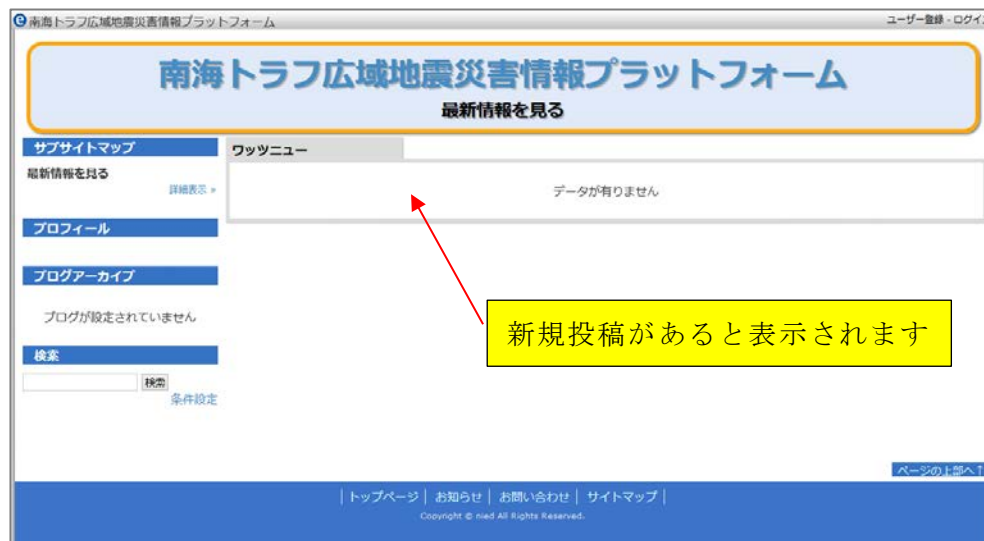 南海トラフ広域地震災害情報プラットフォーム
ユーザー登録 - ログイン
南海トラフ広域地震災害情報プラットフォーム
最新情報を見る
サブサイトマップ
最新情報を見る
詳細表示 »
プロフィール
ブログアーカイブ
ブログが設定されていません
検索
検索
条件設定
ワッツニュー
データが有りません
新規投稿があると表示されます
ページの上部へ↑
│トップページ│ お知らせ│ お問い合わせ│ サイトマップ│
Copyright © nied All Rights Reserved.